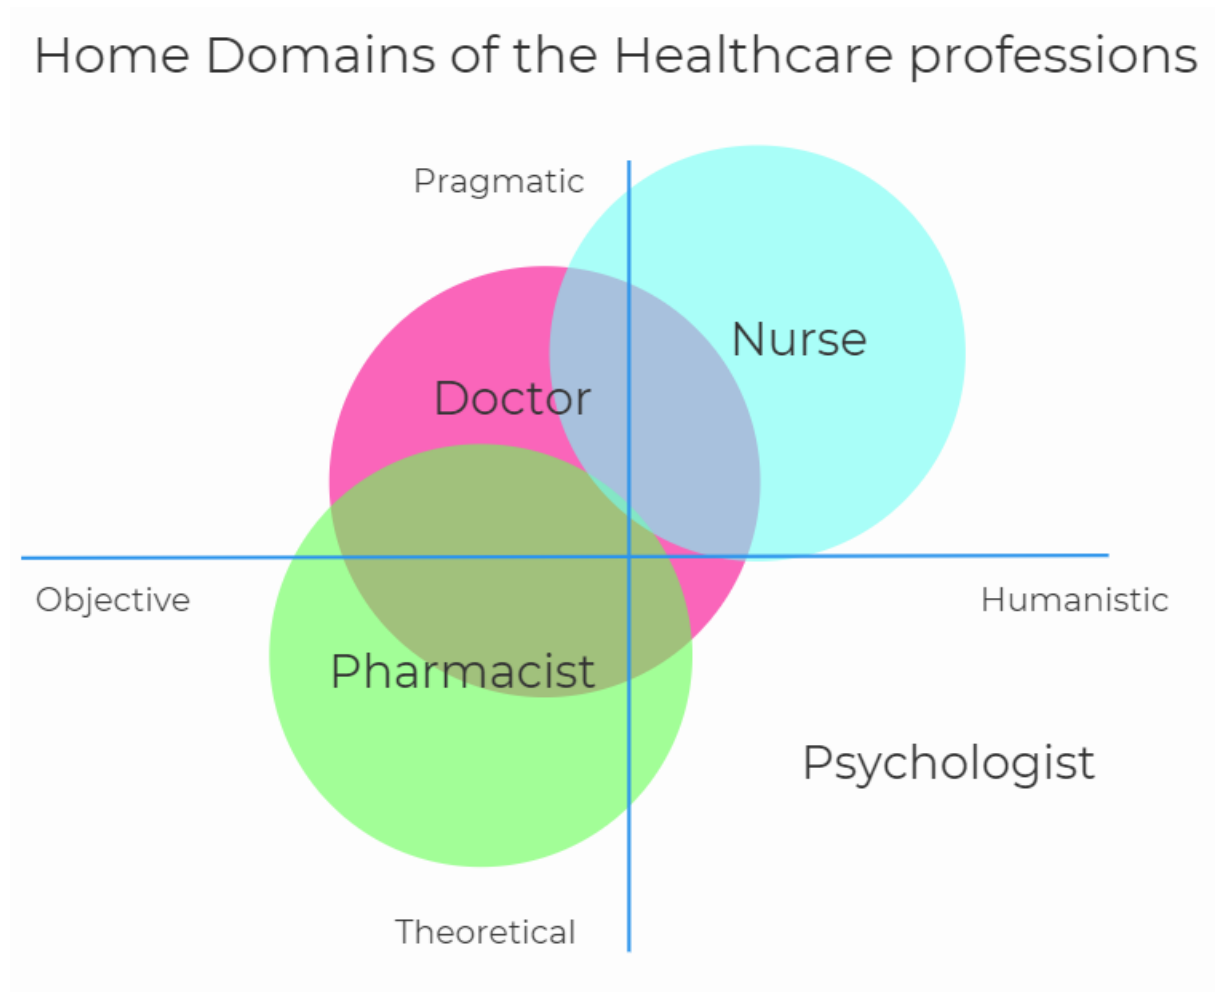 Home Domains of the Healthcare professions
Pragmatic
Nurse
Doctor
Objective
Humanistic
Pharmacist
Psychologist
Theoretical